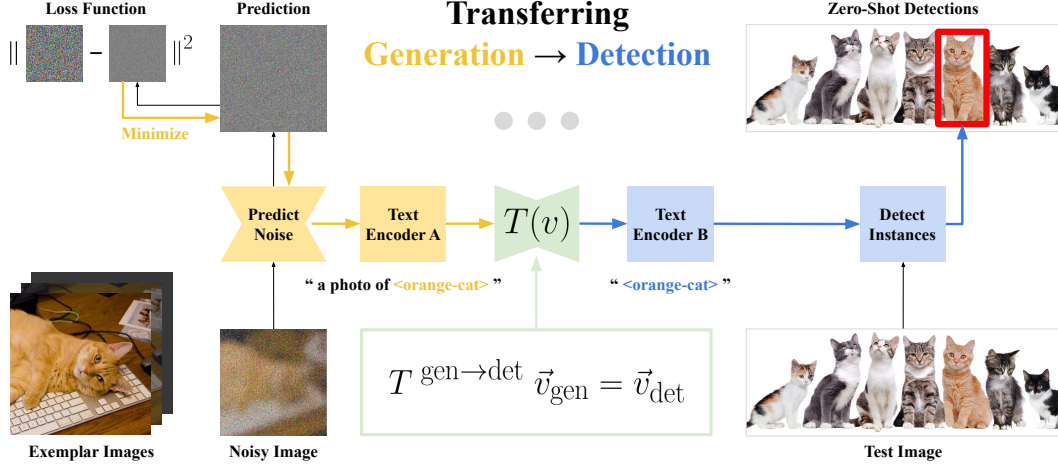 Loss Function
Prediction
Transferring
Generation → Detection
Zero-Shot Detections
|| − ||²
Minimize
Predict
Noise
Text
Encoder A
T(v)
Text
Encoder B
Detect
Instances
“ a photo of <orange-cat> ”
“ <orange-cat> ”
T gen→det v⃗gen = v⃗det
Exemplar Images
Noisy Image
Test Image